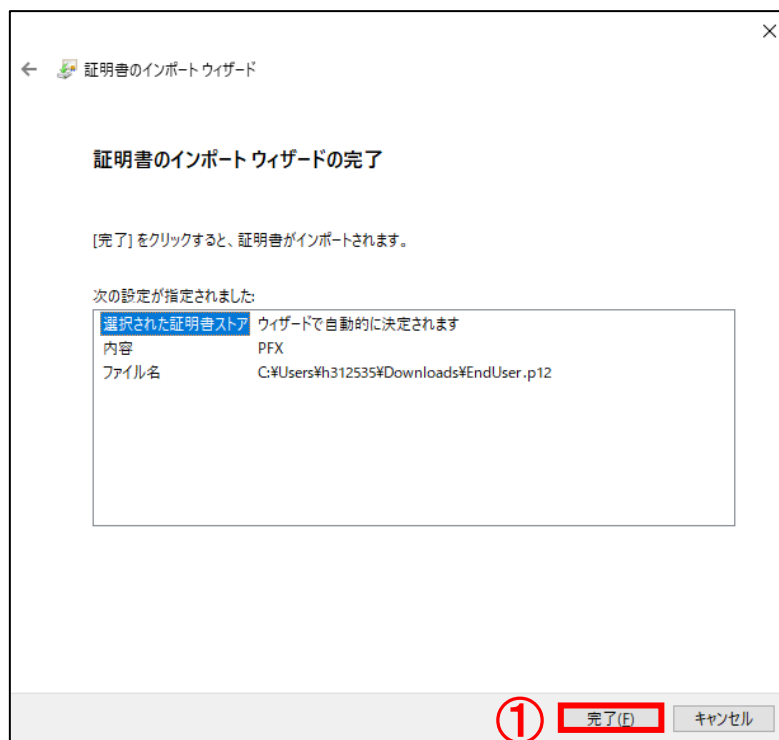 証明書のインポート ウィザード
証明書のインポート ウィザードの完了
[完了] をクリックすると、証明書がインポートされます。
次の設定が指定されました:
選択された証明書ストア ウィザードで自動的に決定されます
内容 PFX
ファイル名 C:¥Users¥h312535¥Downloads¥EndUser.p12
① 完了(F) キャンセル